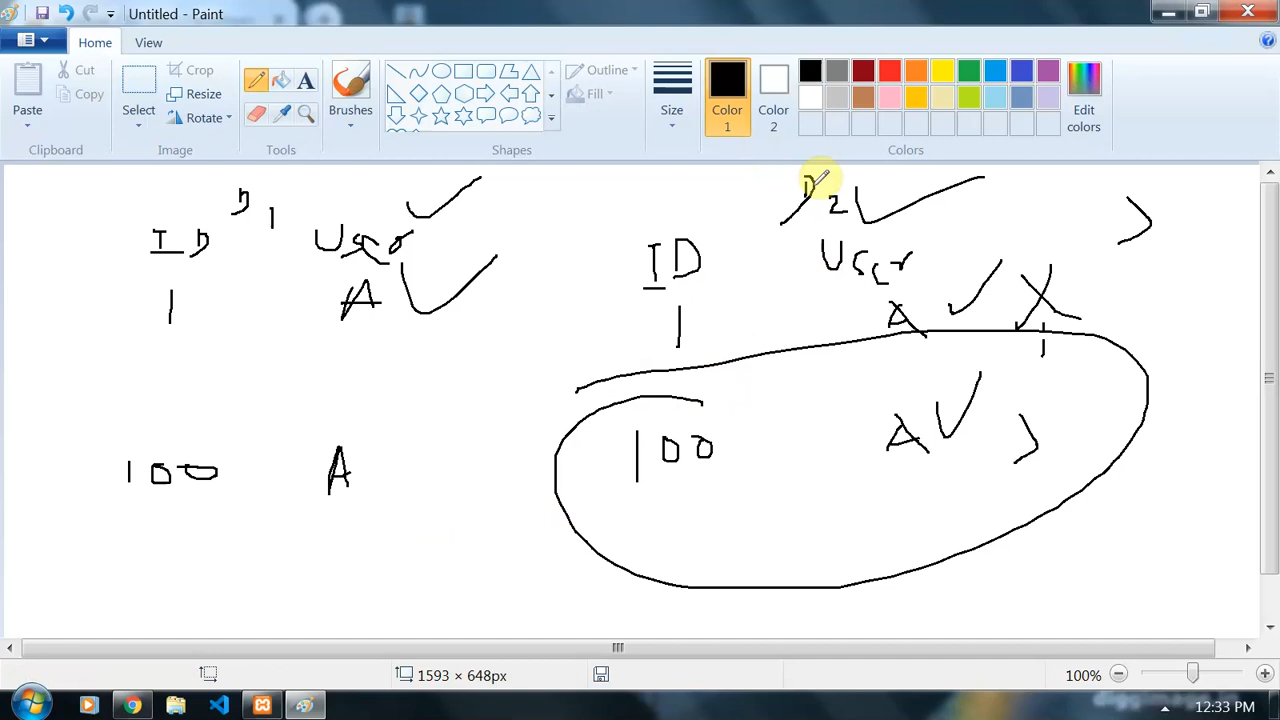 Untitled - Paint
Home View
Paste
Cut
Copy
Clipboard
Select
Crop
Resize
Rotate
Image
Tools
Brushes
Shapes
Outline
Fill
Size
Color 1
Color 2
Edit colors
Colors
D1
D2
ID User
ID User
1 A
1 A
100 A
100 A
1593 × 648px
100%
12:33 PM